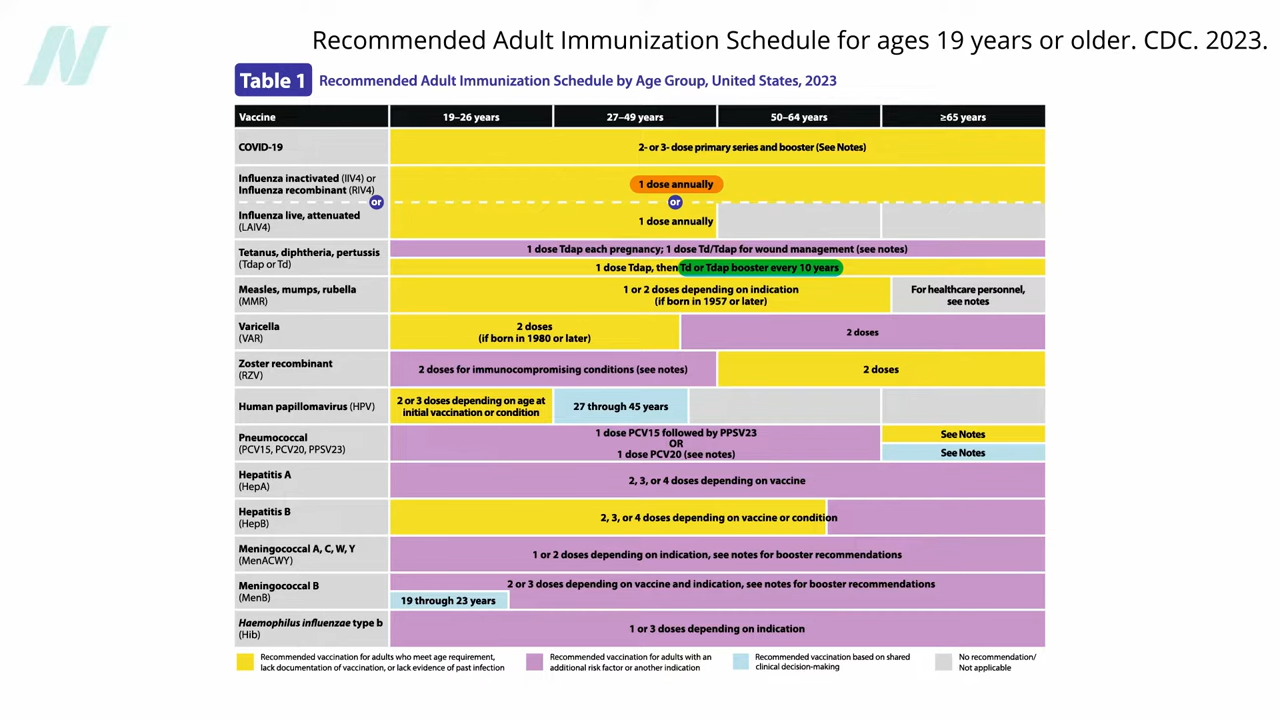 Recommended Adult Immunization Schedule for ages 19 years or older. CDC. 2023.
Table 1 Recommended Adult Immunization Schedule by Age Group, United States, 2023
Vaccine 19–26 years 27–49 years 50–64 years ≥65 years
COVID-19 2- or 3- dose primary series and booster (See Notes)
Influenza inactivated (IIV4) or
Influenza recombinant (RIV4)
1 dose annually
or or
Influenza live, attenuated
(LAIV4)
1 dose annually
Tetanus, diphtheria, pertussis
(Tdap or Td)
1 dose Tdap each pregnancy; 1 dose Td/Tdap for wound management (see notes)
1 dose Tdap, then Td or Tdap booster every 10 years
Measles, mumps, rubella
(MMR)
1 or 2 doses depending on indication
(if born in 1957 or later)
For healthcare personnel,
see notes
Varicella
(VAR)
2 doses
(if born in 1980 or later)
2 doses
Zoster recombinant
(RZV)
2 doses for immunocompromising conditions (see notes)
2 doses
Human papillomavirus (HPV)
2 or 3 doses depending on age at
initial vaccination or condition
27 through 45 years
Pneumococcal
(PCV15, PCV20, PPSV23)
1 dose PCV15 followed by PPSV23
OR
1 dose PCV20 (see notes)
See Notes
See Notes
Hepatitis A
(HepA)
2, 3, or 4 doses depending on vaccine
Hepatitis B
(HepB)
2, 3, or 4 doses depending on vaccine or condition
Meningococcal A, C, W, Y
(MenACWY)
1 or 2 doses depending on indication, see notes for booster recommendations
Meningococcal B
(MenB)
2 or 3 doses depending on vaccine and indication, see notes for booster recommendations
19 through 23 years
Haemophilus influenzae type b
(Hib)
1 or 3 doses depending on indication
Recommended vaccination for adults who meet age requirement,
lack documentation of vaccination, or lack evidence of past infection
Recommended vaccination for adults with an
additional risk factor or another indication
Recommended vaccination based on shared
clinical decision-making
No recommendation/
Not applicable